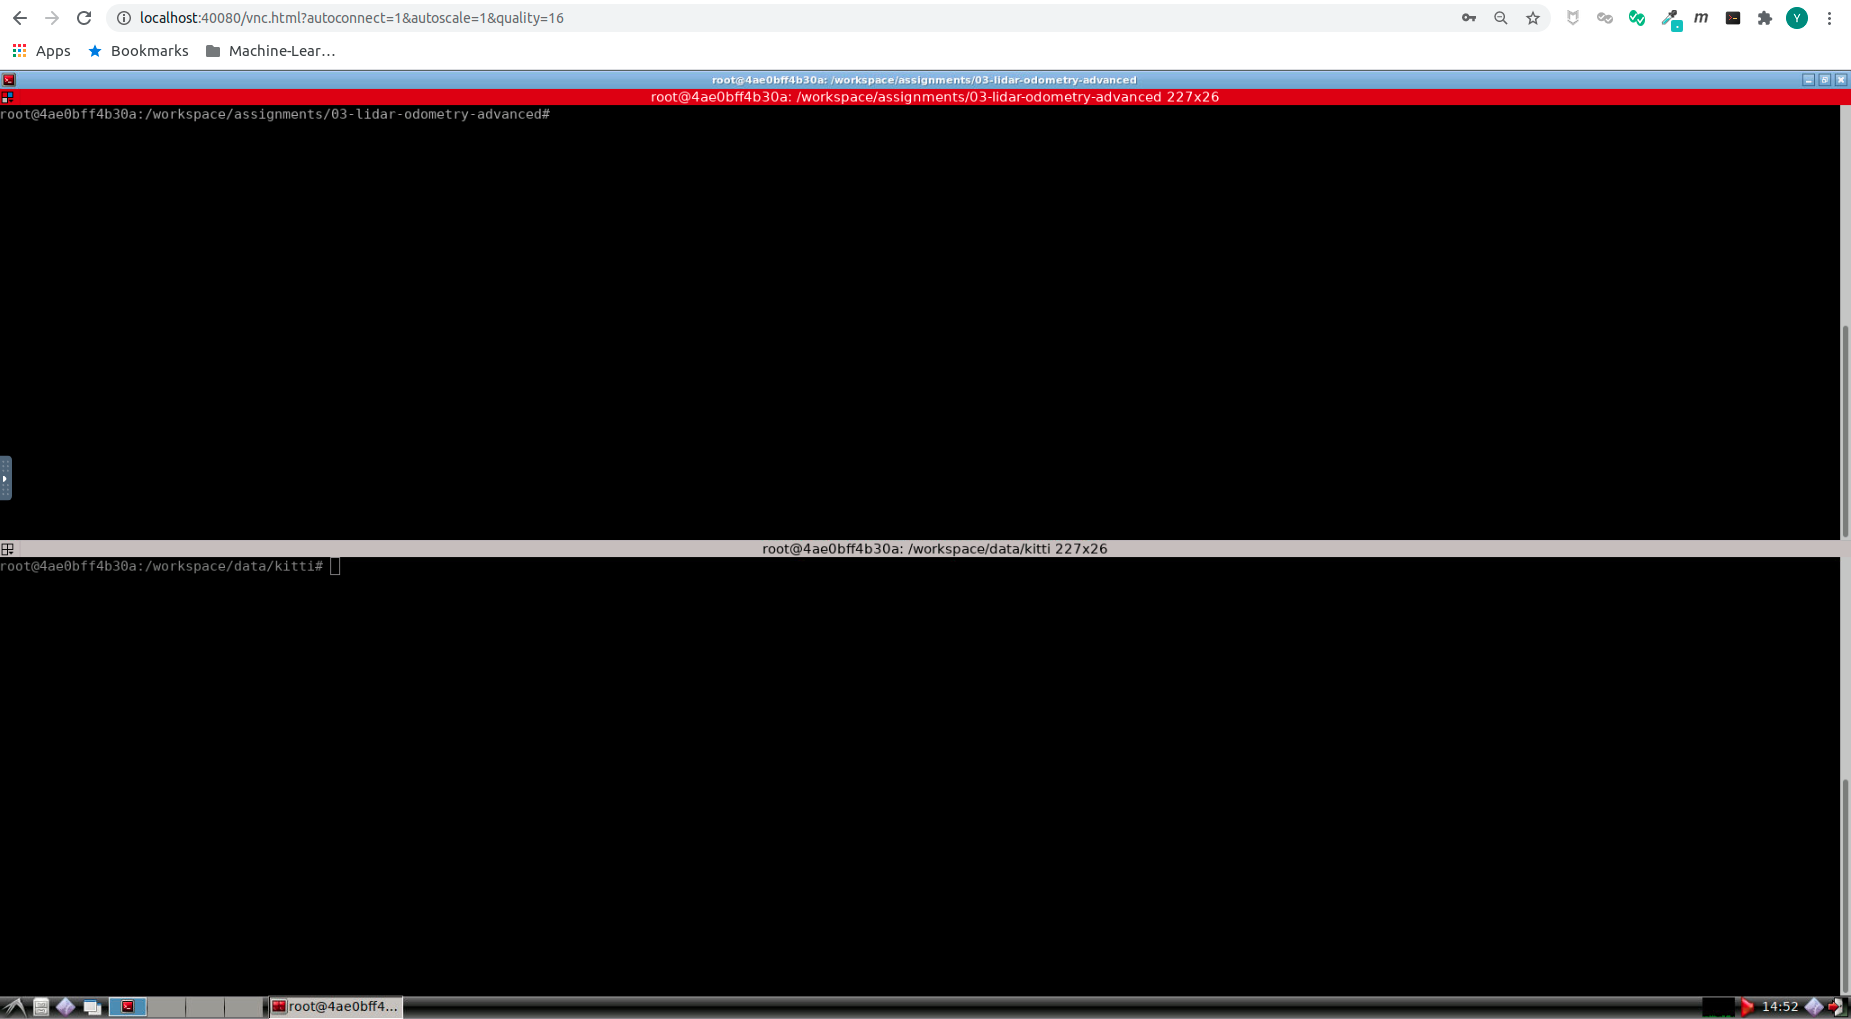 localhost:40080/vnc.html?autoconnect=1&autoscale=1&quality=16
m
Y
Apps Bookmarks Machine-Lear…
root@4ae0bff4b30a: /workspace/assignments/03-lidar-odometry-advanced
root@4ae0bff4b30a: /workspace/assignments/03-lidar-odometry-advanced 227x26
root@4ae0bff4b30a:/workspace/assignments/03-lidar-odometry-advanced#
root@4ae0bff4b30a: /workspace/data/kitti 227x26
root@4ae0bff4b30a:/workspace/data/kitti#
root@4ae0bff4... 14:52